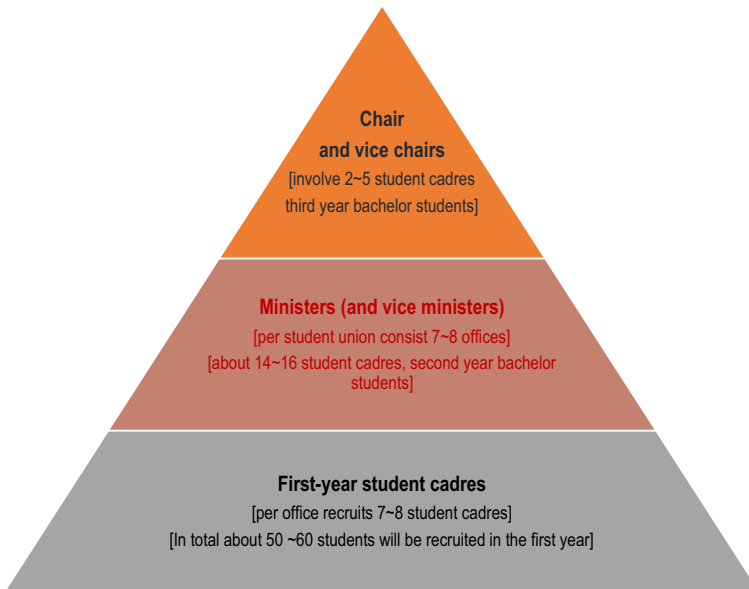 Chair
and vice chairs
[involve 2~5 student cadres
third year bachelor students]
Ministers (and vice ministers)
[per student union consist 7~8 offices]
[about 14~16 student cadres, second year bachelor
students]
First-year student cadres
[per office recruits 7~8 student cadres]
[In total about 50 ~60 students will be recruited in the first year]